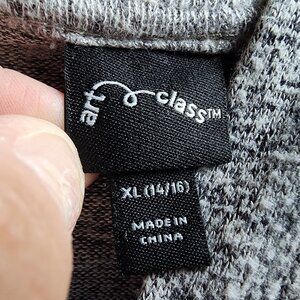 art class™
XL (14/16)
MADE IN
CHINA